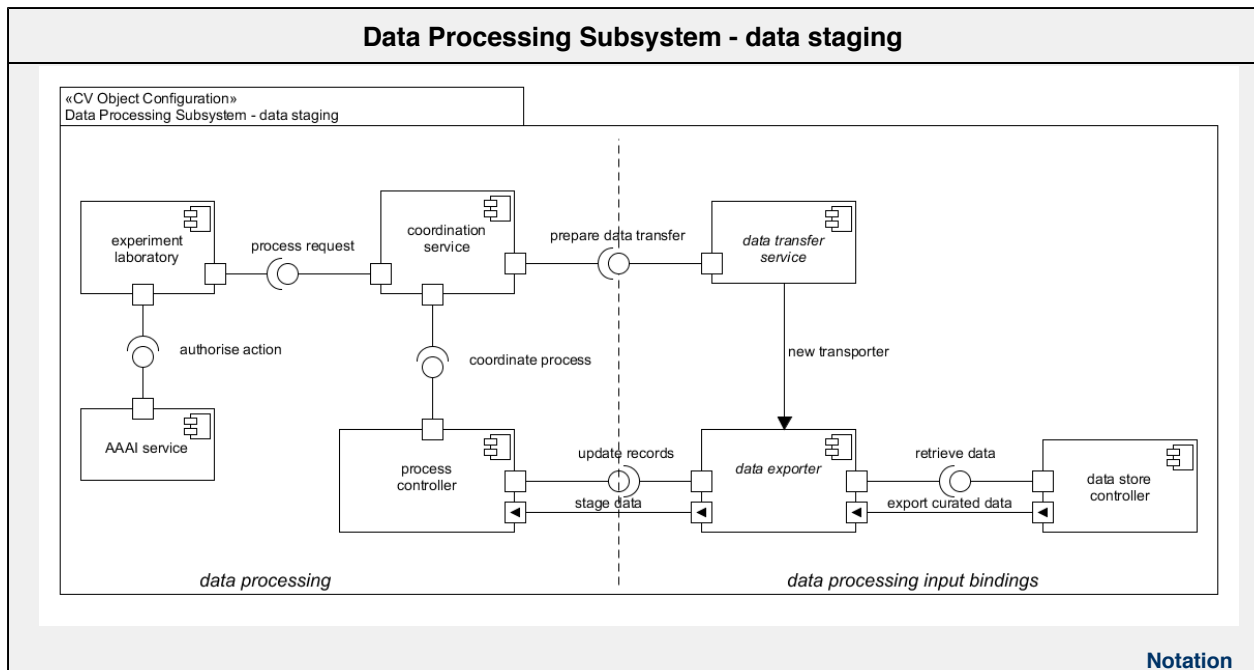 Data Processing Subsystem - data staging
«CV Object Configuration»
Data Processing Subsystem - data staging
experiment
laboratory
process request
coordination
service
prepare data transfer
data transfer
service
authorise action
coordinate process
new transporter
AAAI service
process
controller
update records
stage data
data exporter
retrieve data
export curated data
data store
controller
data processing
data processing input bindings
Notation